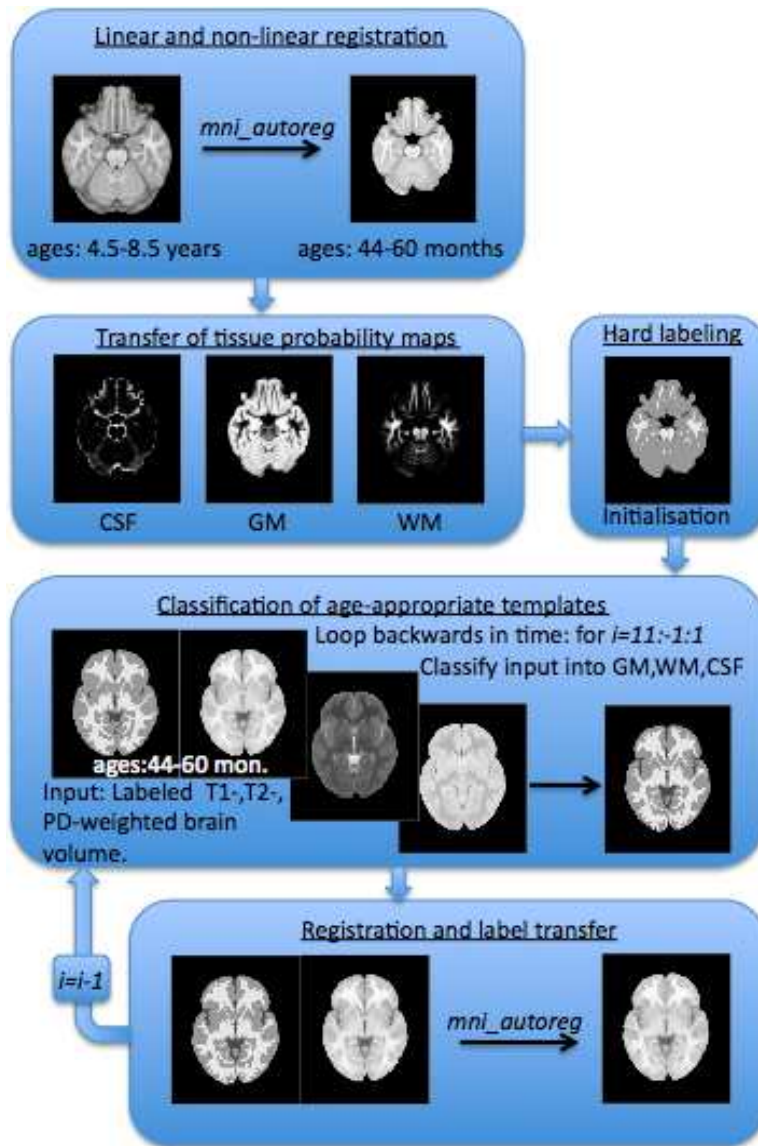 Linear and non-linear registration
mni_autoreg
ages: 4.5-8.5 years
ages: 44-60 months
Transfer of tissue probability maps
CSF
GM
WM
Hard labeling
Initialisation
Classification of age-appropriate templates
Loop backwards in time: for i=11:-1:1
Classify input into GM,WM,CSF
ages:44-60 mon.
Input: Labeled T1-,T2-,
PD-weighted brain
volume.
Registration and label transfer
i=i-1
mni_autoreg